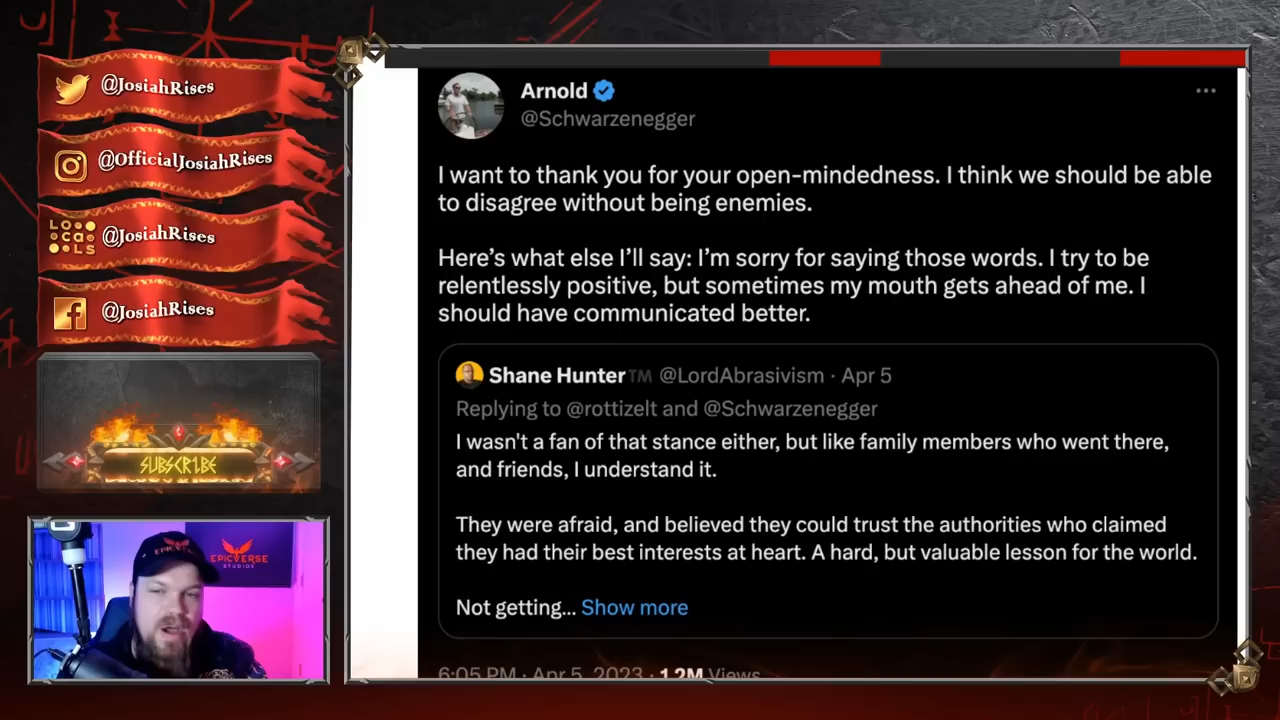 @JosiahRises
@OfficialJosiahRises
LOCALS
@JosiahRises
@JosiahRises
SUBSCRIBE
EPICVERSE
STUDIOS
Arnold
@Schwarzenegger
I want to thank you for your open-mindedness. I think we should be able
to disagree without being enemies.
Here's what else I'll say: I'm sorry for saying those words. I try to be
relentlessly positive, but sometimes my mouth gets ahead of me. I
should have communicated better.
Shane Hunter™ @LordAbrasivism · Apr 5
Replying to @rottizelt and @Schwarzenegger
I wasn't a fan of that stance either, but like family members who went there,
and friends, I understand it.
They were afraid, and believed they could trust the authorities who claimed
they had their best interests at heart. A hard, but valuable lesson for the world.
Not getting... Show more
6:05 PM · Apr 5, 2023 · 1.2M Views